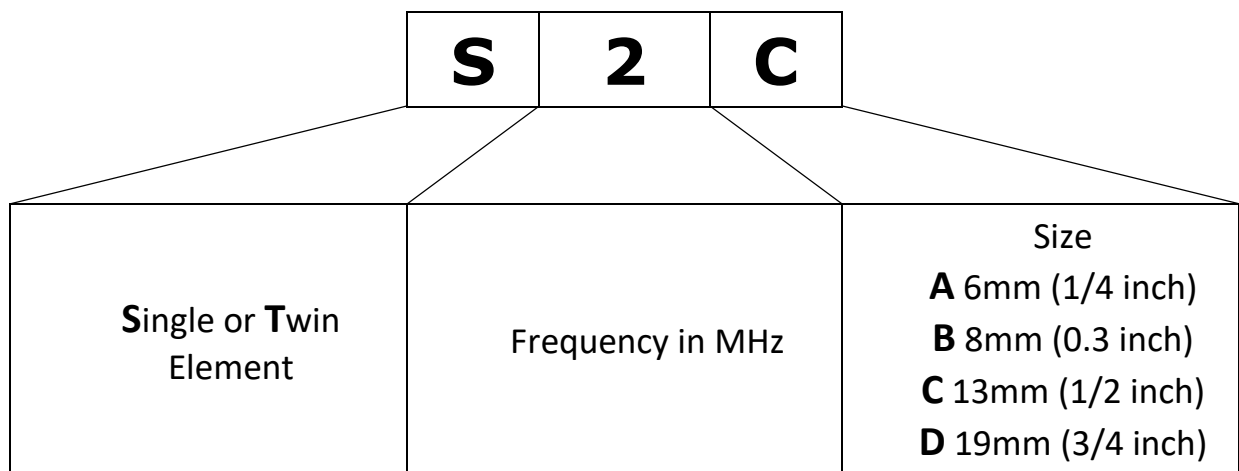 S 2 C
Single or Twin
Element
Frequency in MHz
Size
A 6mm (1/4 inch)
B 8mm (0.3 inch)
C 13mm (1/2 inch)
D 19mm (3/4 inch)